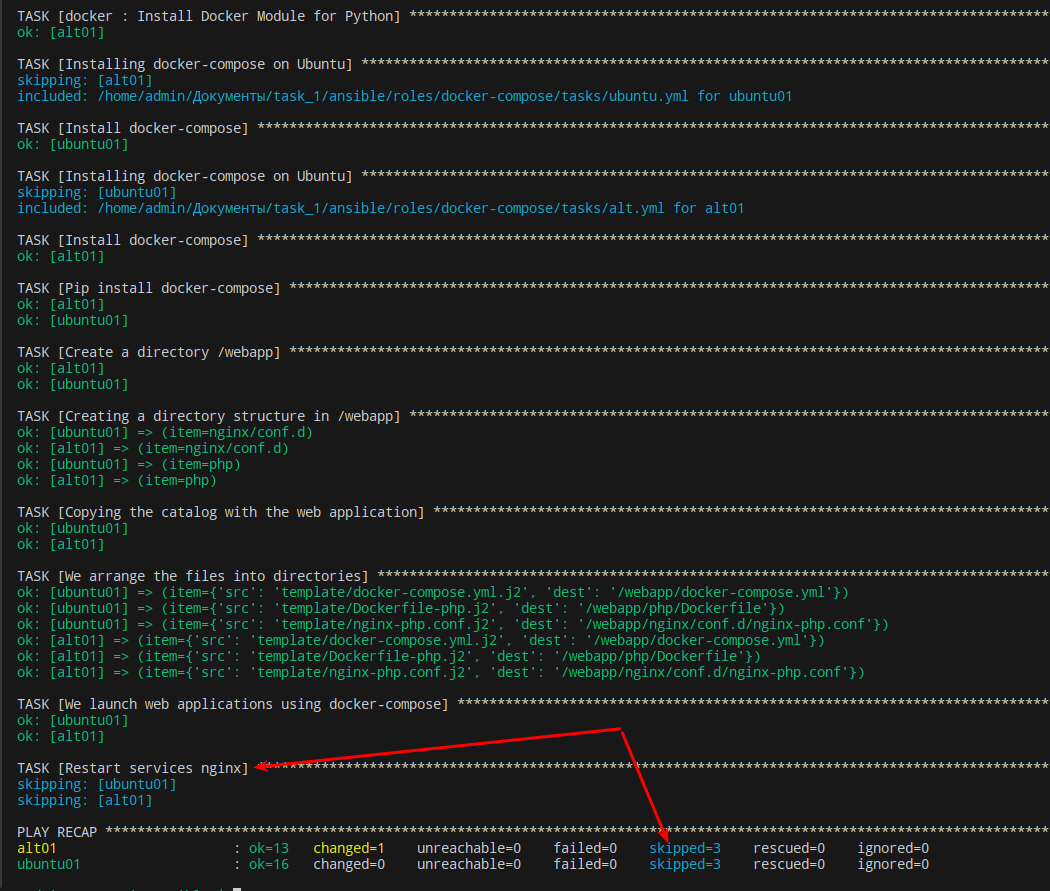 TASK [docker : Install Docker Module for Python] ********************************************************************************
ok: [alt01]
TASK [Installing docker-compose on Ubuntu] **************************************************************************************
skipping: [alt01]
included: /home/admin/Документы/task_1/ansible/roles/docker-compose/tasks/ubuntu.yml for ubuntu01
TASK [Install docker-compose] ***************************************************************************************************
ok: [ubuntu01]
TASK [Installing docker-compose on Ubuntu] **************************************************************************************
skipping: [ubuntu01]
included: /home/admin/Документы/task_1/ansible/roles/docker-compose/tasks/alt.yml for alt01
TASK [Install docker-compose] ***************************************************************************************************
ok: [alt01]
TASK [Pip install docker-compose] ***********************************************************************************************
ok: [alt01]
ok: [ubuntu01]
TASK [Create a directory /webapp] ***********************************************************************************************
ok: [alt01]
ok: [ubuntu01]
TASK [Creating a directory structure in /webapp] ********************************************************************************
ok: [ubuntu01] => (item=nginx/conf.d)
ok: [alt01] => (item=nginx/conf.d)
ok: [ubuntu01] => (item=php)
ok: [alt01] => (item=php)
TASK [Copying the catalog with the web application] *****************************************************************************
ok: [ubuntu01]
ok: [alt01]
TASK [We arrange the files into directories] ************************************************************************************
ok: [ubuntu01] => (item={'src': 'template/docker-compose.yml.j2', 'dest': '/webapp/docker-compose.yml'})
ok: [ubuntu01] => (item={'src': 'template/Dockerfile-php.j2', 'dest': '/webapp/php/Dockerfile'})
ok: [ubuntu01] => (item={'src': 'template/nginx-php.conf.j2', 'dest': '/webapp/nginx/conf.d/nginx-php.conf'})
ok: [alt01] => (item={'src': 'template/docker-compose.yml.j2', 'dest': '/webapp/docker-compose.yml'})
ok: [alt01] => (item={'src': 'template/Dockerfile-php.j2', 'dest': '/webapp/php/Dockerfile'})
ok: [alt01] => (item={'src': 'template/nginx-php.conf.j2', 'dest': '/webapp/nginx/conf.d/nginx-php.conf'})
TASK [We launch web applications using docker-compose] **************************************************************************
ok: [ubuntu01]
ok: [alt01]
TASK [Restart services nginx] ***************************************************************************************************
skipping: [ubuntu01]
skipping: [alt01]
PLAY RECAP **********************************************************************************************************************
alt01 : ok=13 changed=1 unreachable=0 failed=0 skipped=3 rescued=0 ignored=0
ubuntu01 : ok=16 changed=0 unreachable=0 failed=0 skipped=3 rescued=0 ignored=0